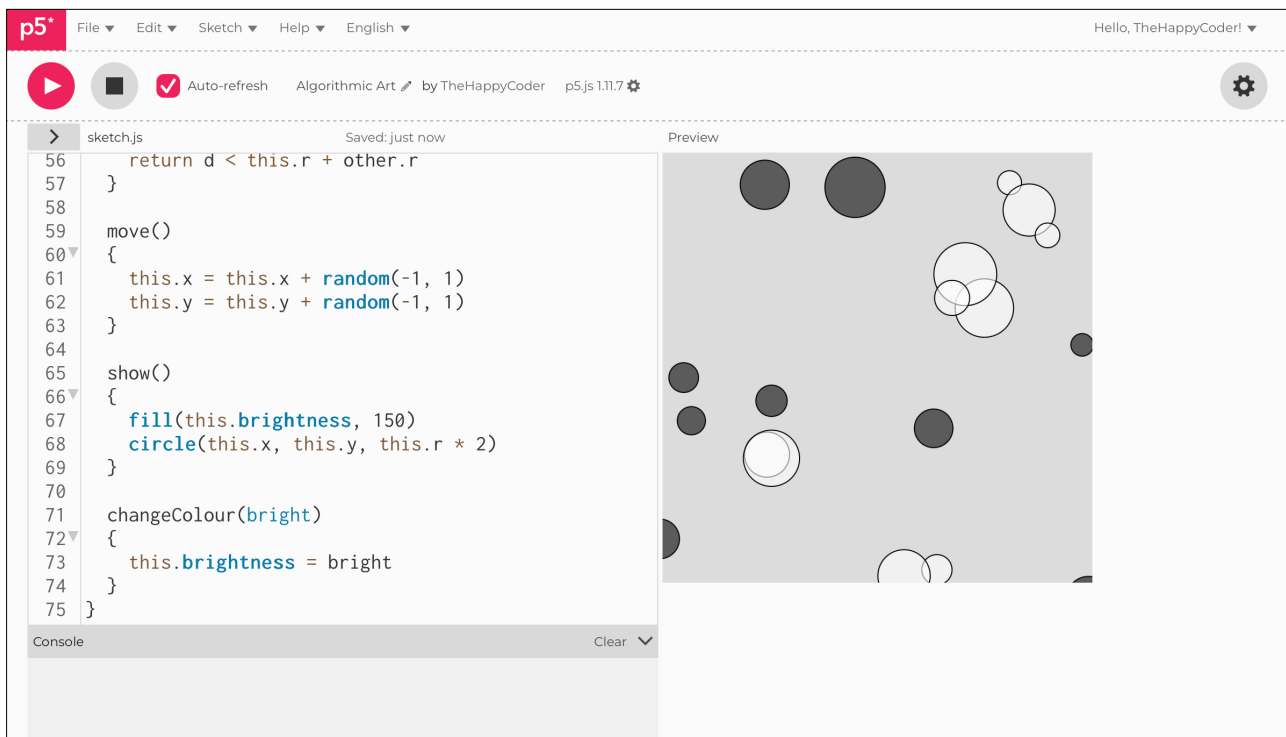 p5* File Edit Sketch Help English Hello, TheHappyCoder!
Auto-refresh Algorithmic Art by TheHappyCoder p5.js 1.11.7
sketch.js Saved: just now Preview
56     return d < this.r + other.r
57   }
58
59   move()
60   {
61     this.x = this.x + random(-1, 1)
62     this.y = this.y + random(-1, 1)
63   }
64
65   show()
66   {
67     fill(this.brightness, 150)
68     circle(this.x, this.y, this.r * 2)
69   }
70
71   changeColour(bright)
72   {
73     this.brightness = bright
74   }
75 }
Console Clear